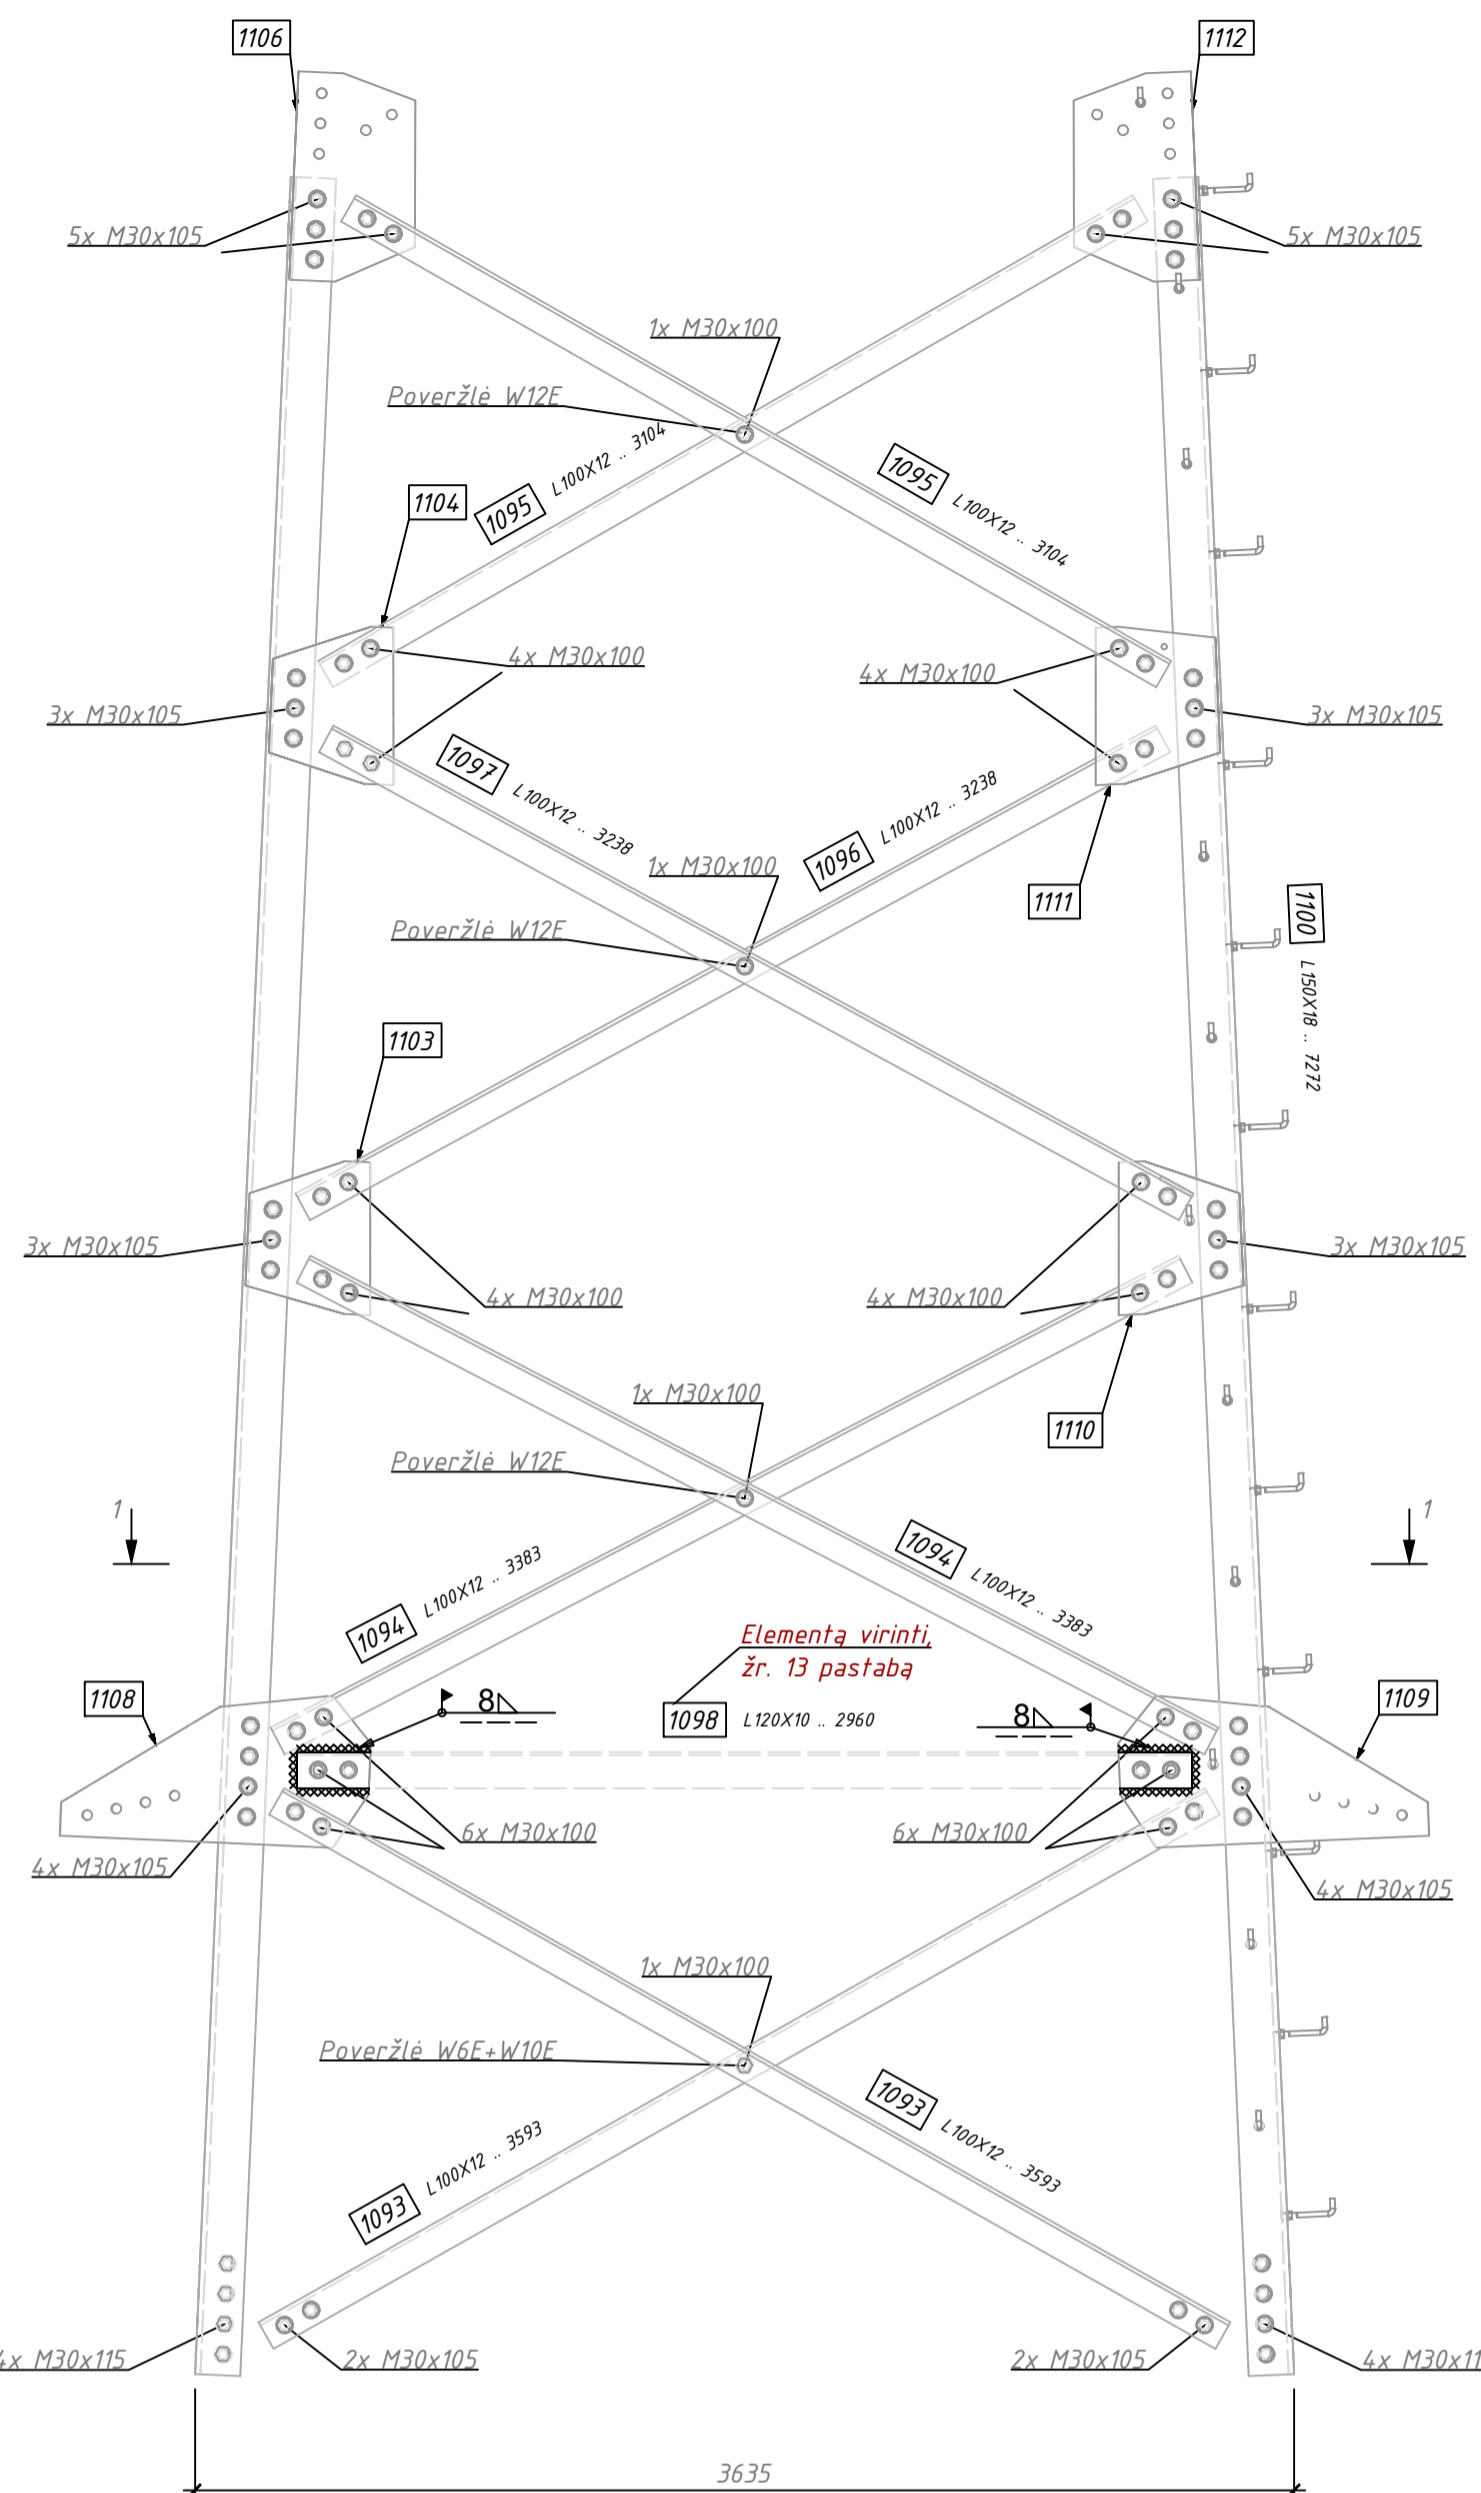 1106
1112
5x M30x105
5x M30x105
1x M30x100
Poveržlė W12E
1095
L100X12 .. 3104
1095
L100X12 .. 3104
1104
4x M30x100
4x M30x100
3x M30x105
3x M30x105
1097
L100X12 .. 3238
1096
L100X12 .. 3238
1x M30x100
1111
1100
L150X18 .. 7272
Poveržlė W12E
1103
3x M30x105
3x M30x105
4x M30x100
4x M30x100
1x M30x100
1110
Poveržlė W12E
1
1
1094
L100X12 .. 3383
1094
L100X12 .. 3383
Elementą virinti,
žr. 13 pastabą
1108
8
1098
L120X10 .. 2960
8
1109
6x M30x100
6x M30x100
4x M30x105
4x M30x105
1x M30x100
Poveržlė W6E+W10E
1093
L100X12 .. 3593
1093
L100X12 .. 3593
4x M30x115
2x M30x105
2x M30x105
4x M30x11
3635